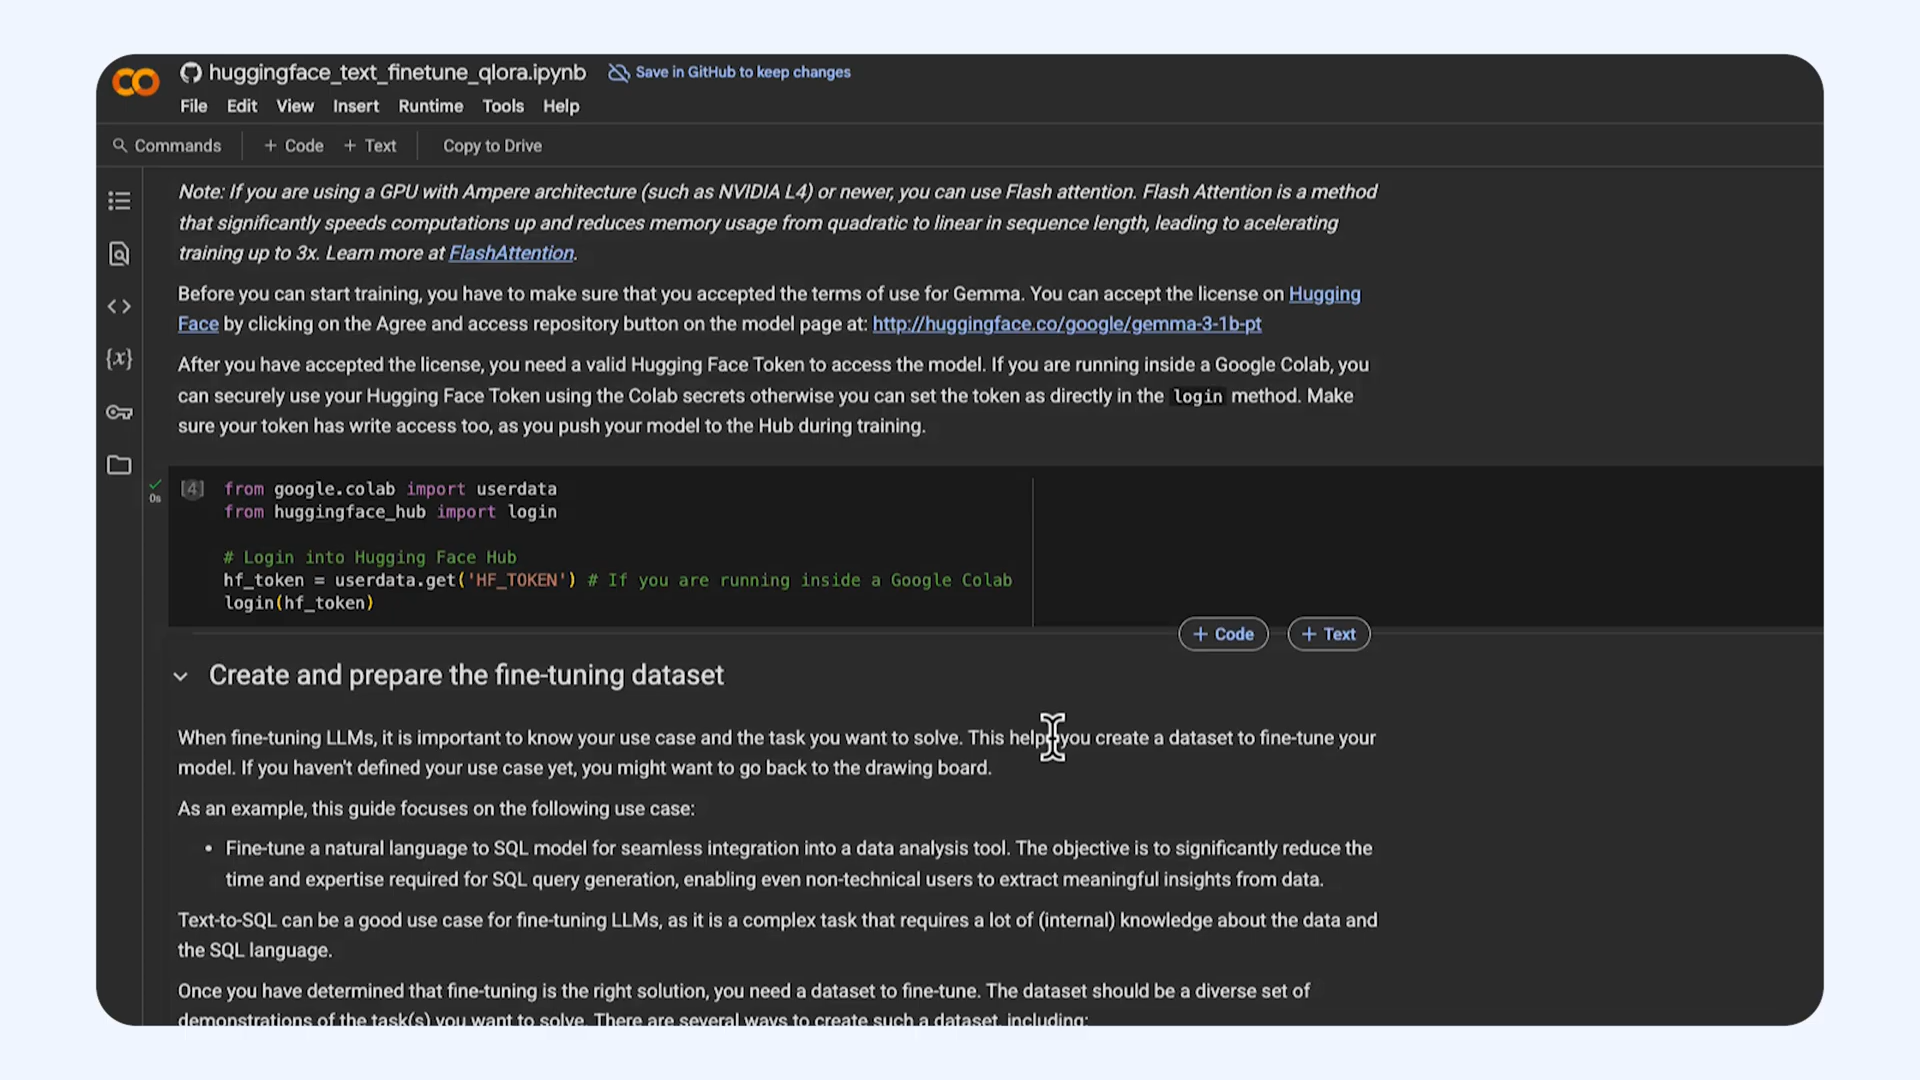 huggingface_text_finetune_qlora.ipynb Save in GitHub to keep changes
File Edit View Insert Runtime Tools Help
Commands + Code + Text Copy to Drive
Note: If you are using a GPU with Ampere architecture (such as NVIDIA L4) or newer, you can use Flash attention. Flash Attention is a method
that significantly speeds computations up and reduces memory usage from quadratic to linear in sequence length, leading to acelerating
training up to 3x. Learn more at FlashAttention.
Before you can start training, you have to make sure that you accepted the terms of use for Gemma. You can accept the license on Hugging
Face by clicking on the Agree and access repository button on the model page at: http://huggingface.co/google/gemma-3-1b-pt
After you have accepted the license, you need a valid Hugging Face Token to access the model. If you are running inside a Google Colab, you
can securely use your Hugging Face Token using the Colab secrets otherwise you can set the token as directly in the login method. Make
sure your token has write access too, as you push your model to the Hub during training.
0s [4] from google.colab import userdata
from huggingface_hub import login
# Login into Hugging Face Hub
hf_token = userdata.get('HF_TOKEN') # If you are running inside a Google Colab
login(hf_token)
+ Code + Text
Create and prepare the fine-tuning dataset
When fine-tuning LLMs, it is important to know your use case and the task you want to solve. This helps you create a dataset to fine-tune your
model. If you haven't defined your use case yet, you might want to go back to the drawing board.
As an example, this guide focuses on the following use case:
• Fine-tune a natural language to SQL model for seamless integration into a data analysis tool. The objective is to significantly reduce the
time and expertise required for SQL query generation, enabling even non-technical users to extract meaningful insights from data.
Text-to-SQL can be a good use case for fine-tuning LLMs, as it is a complex task that requires a lot of (internal) knowledge about the data and
the SQL language.
Once you have determined that fine-tuning is the right solution, you need a dataset to fine-tune. The dataset should be a diverse set of
demonstrations of the task(s) you want to solve. There are several ways to create such a dataset, including: